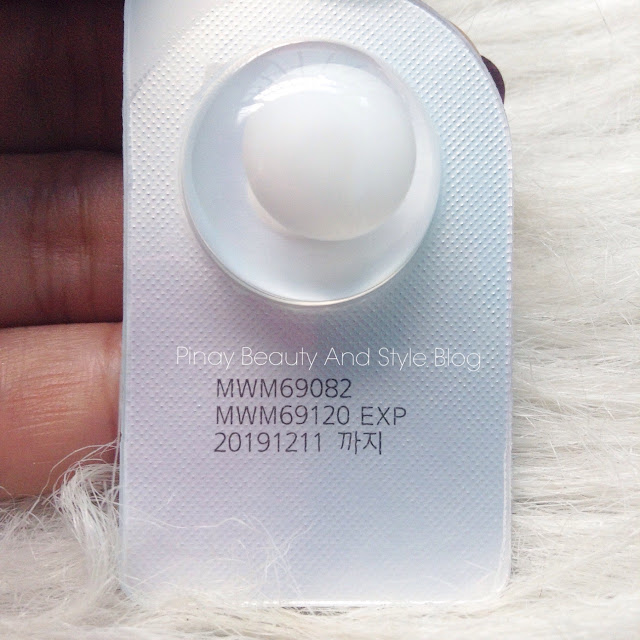 Pinay Beauty And Style Blog
MWM69082
MWM69120 EXP
20191211 까지